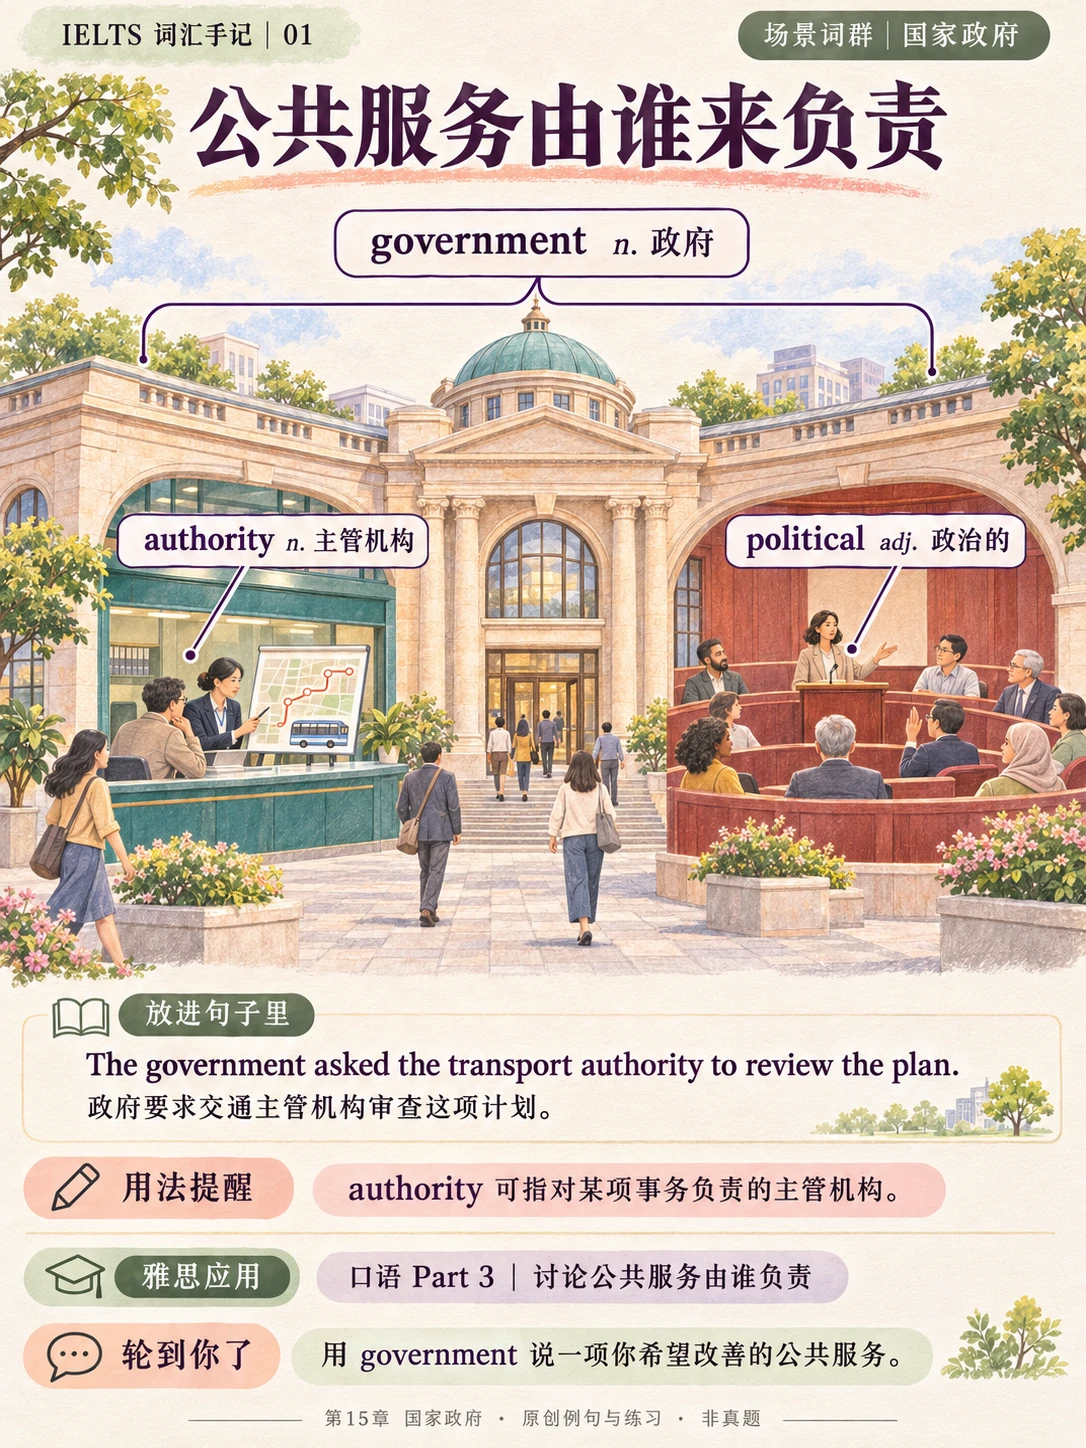 IELTS 词汇手记 | 01
场景词群 | 国家政府
公共服务由谁来负责
government n. 政府
authority n. 主管机构
political adj. 政治的
放进句子里
The government asked the transport authority to review the plan.
政府要求交通主管机构审查这项计划。
用法提醒
authority 可指对某项事务负责的主管机构。
雅思应用
口语 Part 3 | 讨论公共服务由谁负责
轮到你了
用 government 说一项你希望改善的公共服务。
第15章 国家政府 · 原创例句与练习 · 非真题